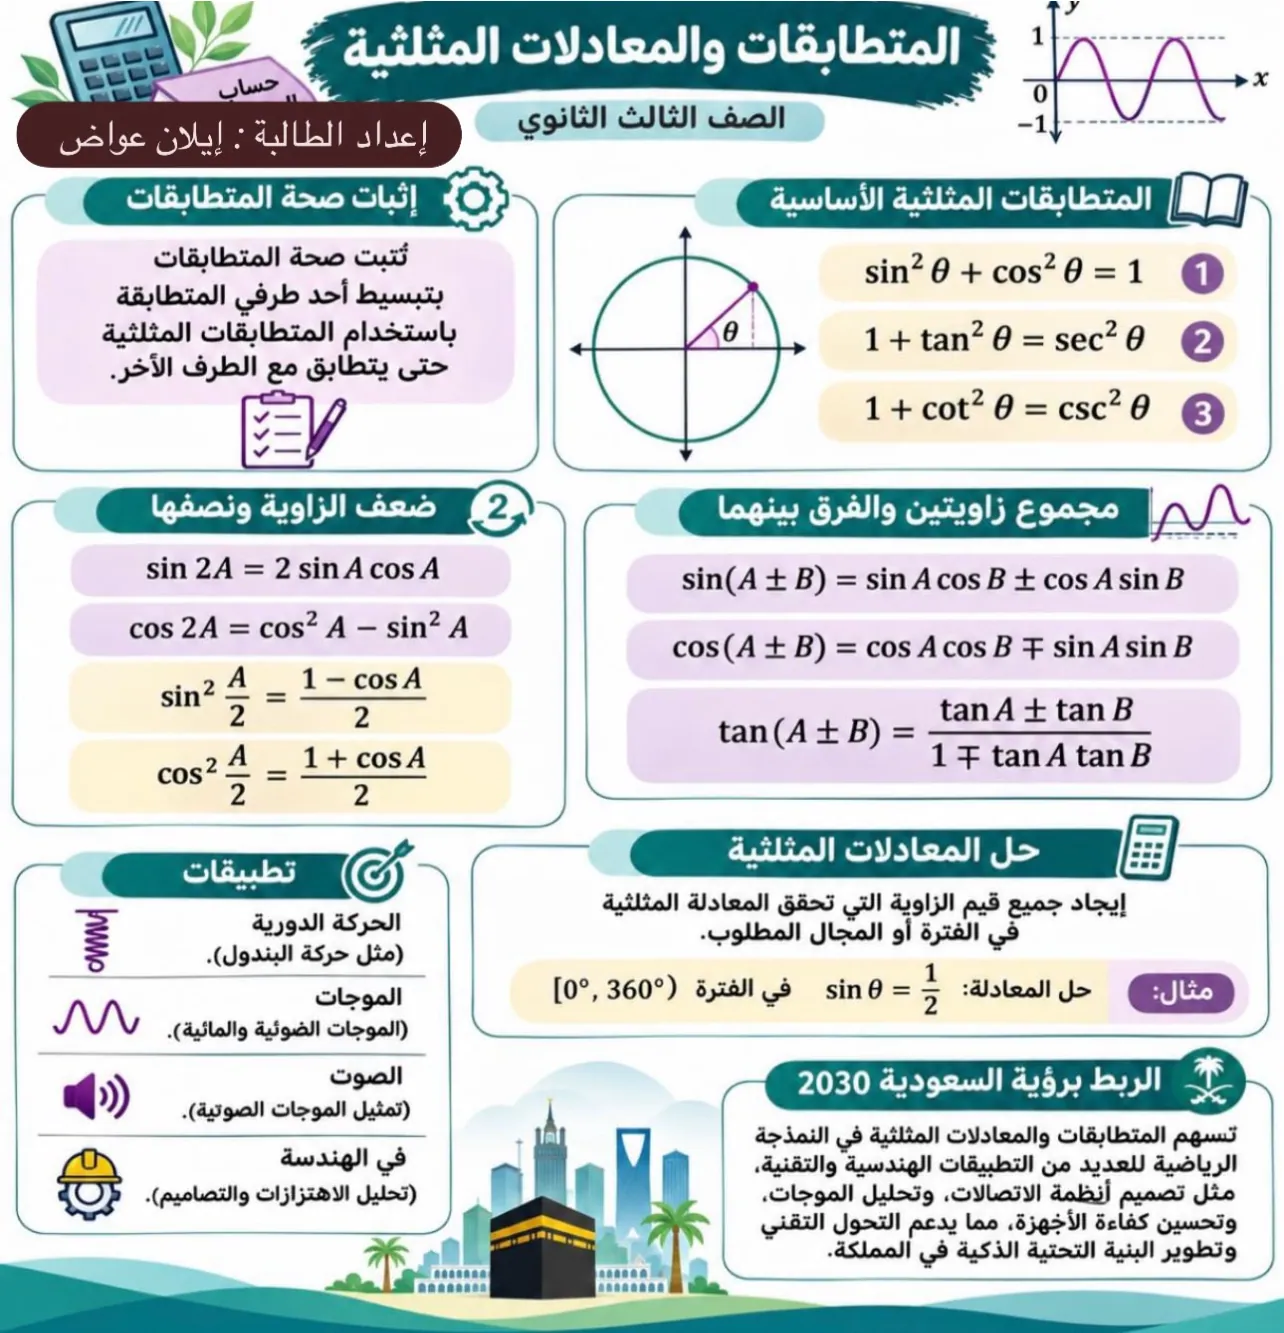 المتطابقات والمعادلات المثلثية
الصف الثالث الثانوي
حساب
إعداد الطالبة : إيلان عواض
y
1
0
−1
x
المتطابقات المثلثية الأساسية
sin² θ + cos² θ = 1
1
1 + tan² θ = sec² θ
2
1 + cot² θ = csc² θ
3
θ
إثبات صحة المتطابقات
تُتبت صحة المتطابقات
بتبسيط أحد طرفي المتطابقة
باستخدام المتطابقات المثلثية
حتى يتطابق مع الطرف الأخر.
مجموع زاويتين والفرق بينهما
sin(A ± B) = sin A cos B ± cos A sin B
cos(A ± B) = cos A cos B ∓ sin A sin B
tan(A ± B) = (tan A ± tan B) / (1 ∓ tan A tan B)
ضعف الزاوية ونصفها
2
sin 2A = 2 sin A cos A
cos 2A = cos² A − sin² A
sin² A/2 = (1 − cos A)/2
cos² A/2 = (1 + cos A)/2
حل المعادلات المثلثية
إيجاد جميع قيم الزاوية التي تحقق المعادلة المثلثية
في الفترة أو المجال المطلوب.
مثال: حل المعادلة: sin θ = 1/2 في الفترة [0°, 360°)
تطبيقات
الحركة الدورية
(مثل حركة البندول).
الموجات
(الموجات الضوئية والمائية).
الصوت
(تمثيل الموجات الصوتية).
في الهندسة
(تحليل الاهتزازات والتصاميم).
الربط برؤية السعودية 2030
تسهم المتطابقات والمعادلات المثلثية في النمذجة
الرياضية للعديد من التطبيقات الهندسية والتقنية،
مثل تصميم أنظمة الاتصالات، وتحليل الموجات،
وتحسين كفاءة الأجهزة، مما يدعم التحول التقني
وتطوير البنية التحتية الذكية في المملكة.